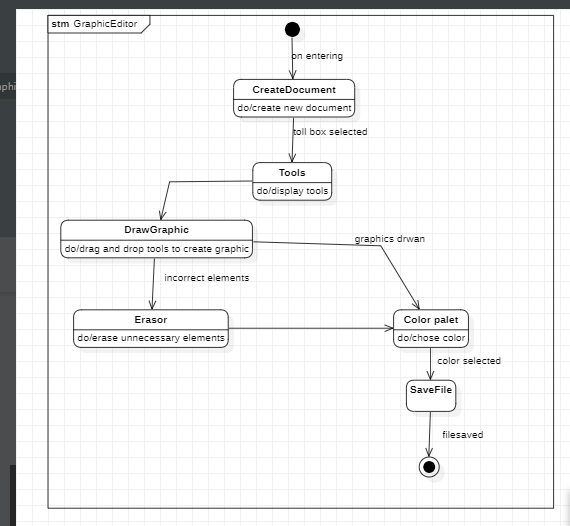 stm GraphicEditor
phi
on entering
CreateDocument
do/create new document
toll box selected
Tools
do/display tools
DrawGraphic
do/drag and drop tools to create graphic
graphics drwan
incorrect elements
Erasor
do/erase unnecessary elements
Color palet
do/chose color
color selected
SaveFile
filesaved